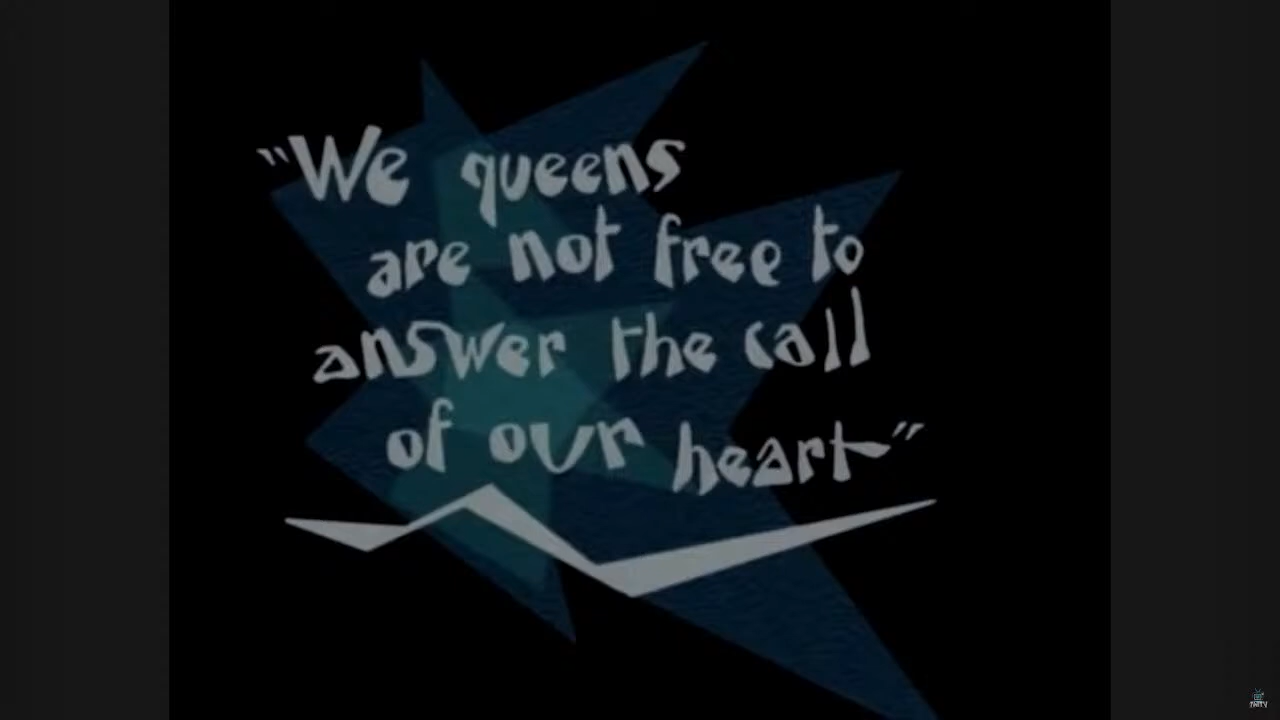 "We queens
are not free to
answer the call
of our heart"